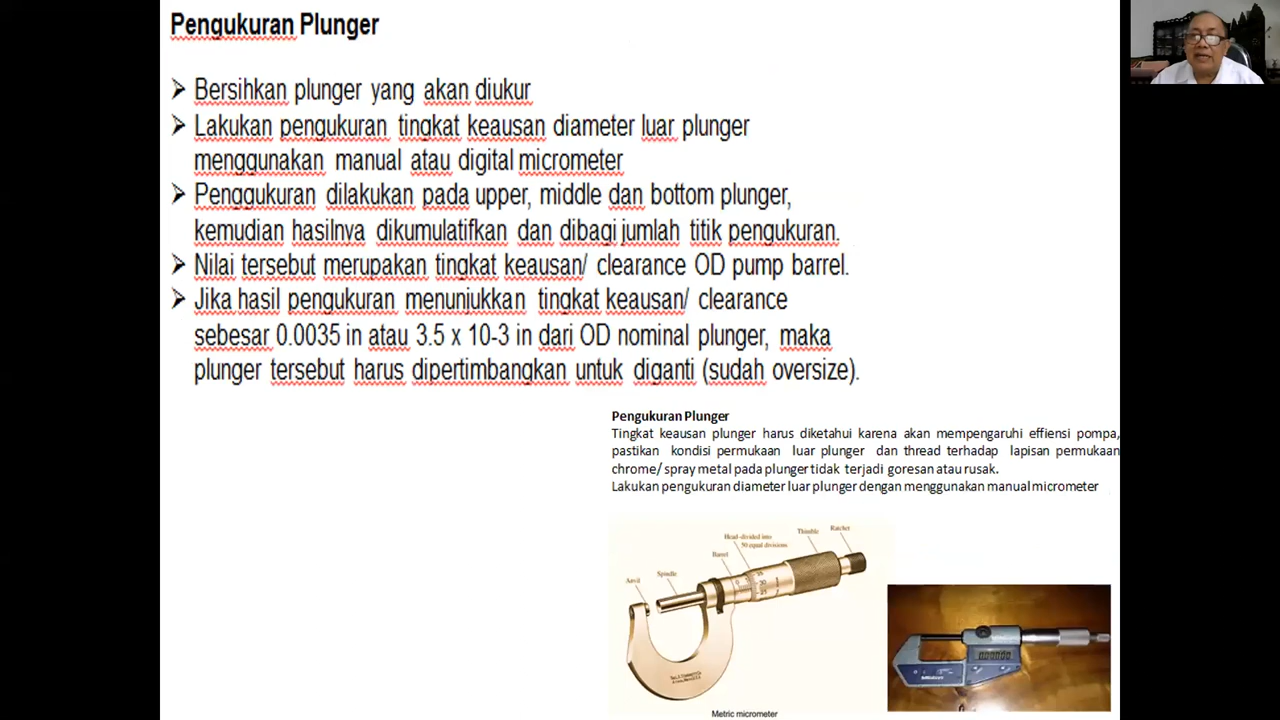 Pengukuran Plunger
➢ Bersihkan plunger yang akan diukur
➢ Lakukan pengukuran tingkat keausan diameter luar plunger
menggunakan manual atau digital micrometer
➢ Penggukuran dilakukan pada upper, middle dan bottom plunger,
kemudian hasilnva dikumulatifkan dan dibagi jumlah titik pengukuran.
➢ Nilai tersebut merupakan tingkat keausan/ clearance OD pump barrel.
➢ Jika hasil pengukuran menunjukkan tingkat keausan/ clearance
sebesar 0.0035 in atau 3.5 x 10-3 in dari OD nominal plunger, maka
plunger tersebut harus dipertimbangkan untuk diganti (sudah oversize).
Pengukuran Plunger
Tingkat keausan plunger harus diketahui karena akan mempengaruhi effiensi pompa,
pastikan kondisi permukaan luar plunger dan thread terhadap lapisan permukaan
chrome/ spray metal pada plunger tidak terjadi goresan atau rusak.
Lakukan pengukuran diameter luar plunger dengan menggunakan manual micrometer
Ratchet
Thimble
Head-divided into
50 equal divisions
Barrel
Spindle
Anvil
Mitutoyo
Metric micrometer